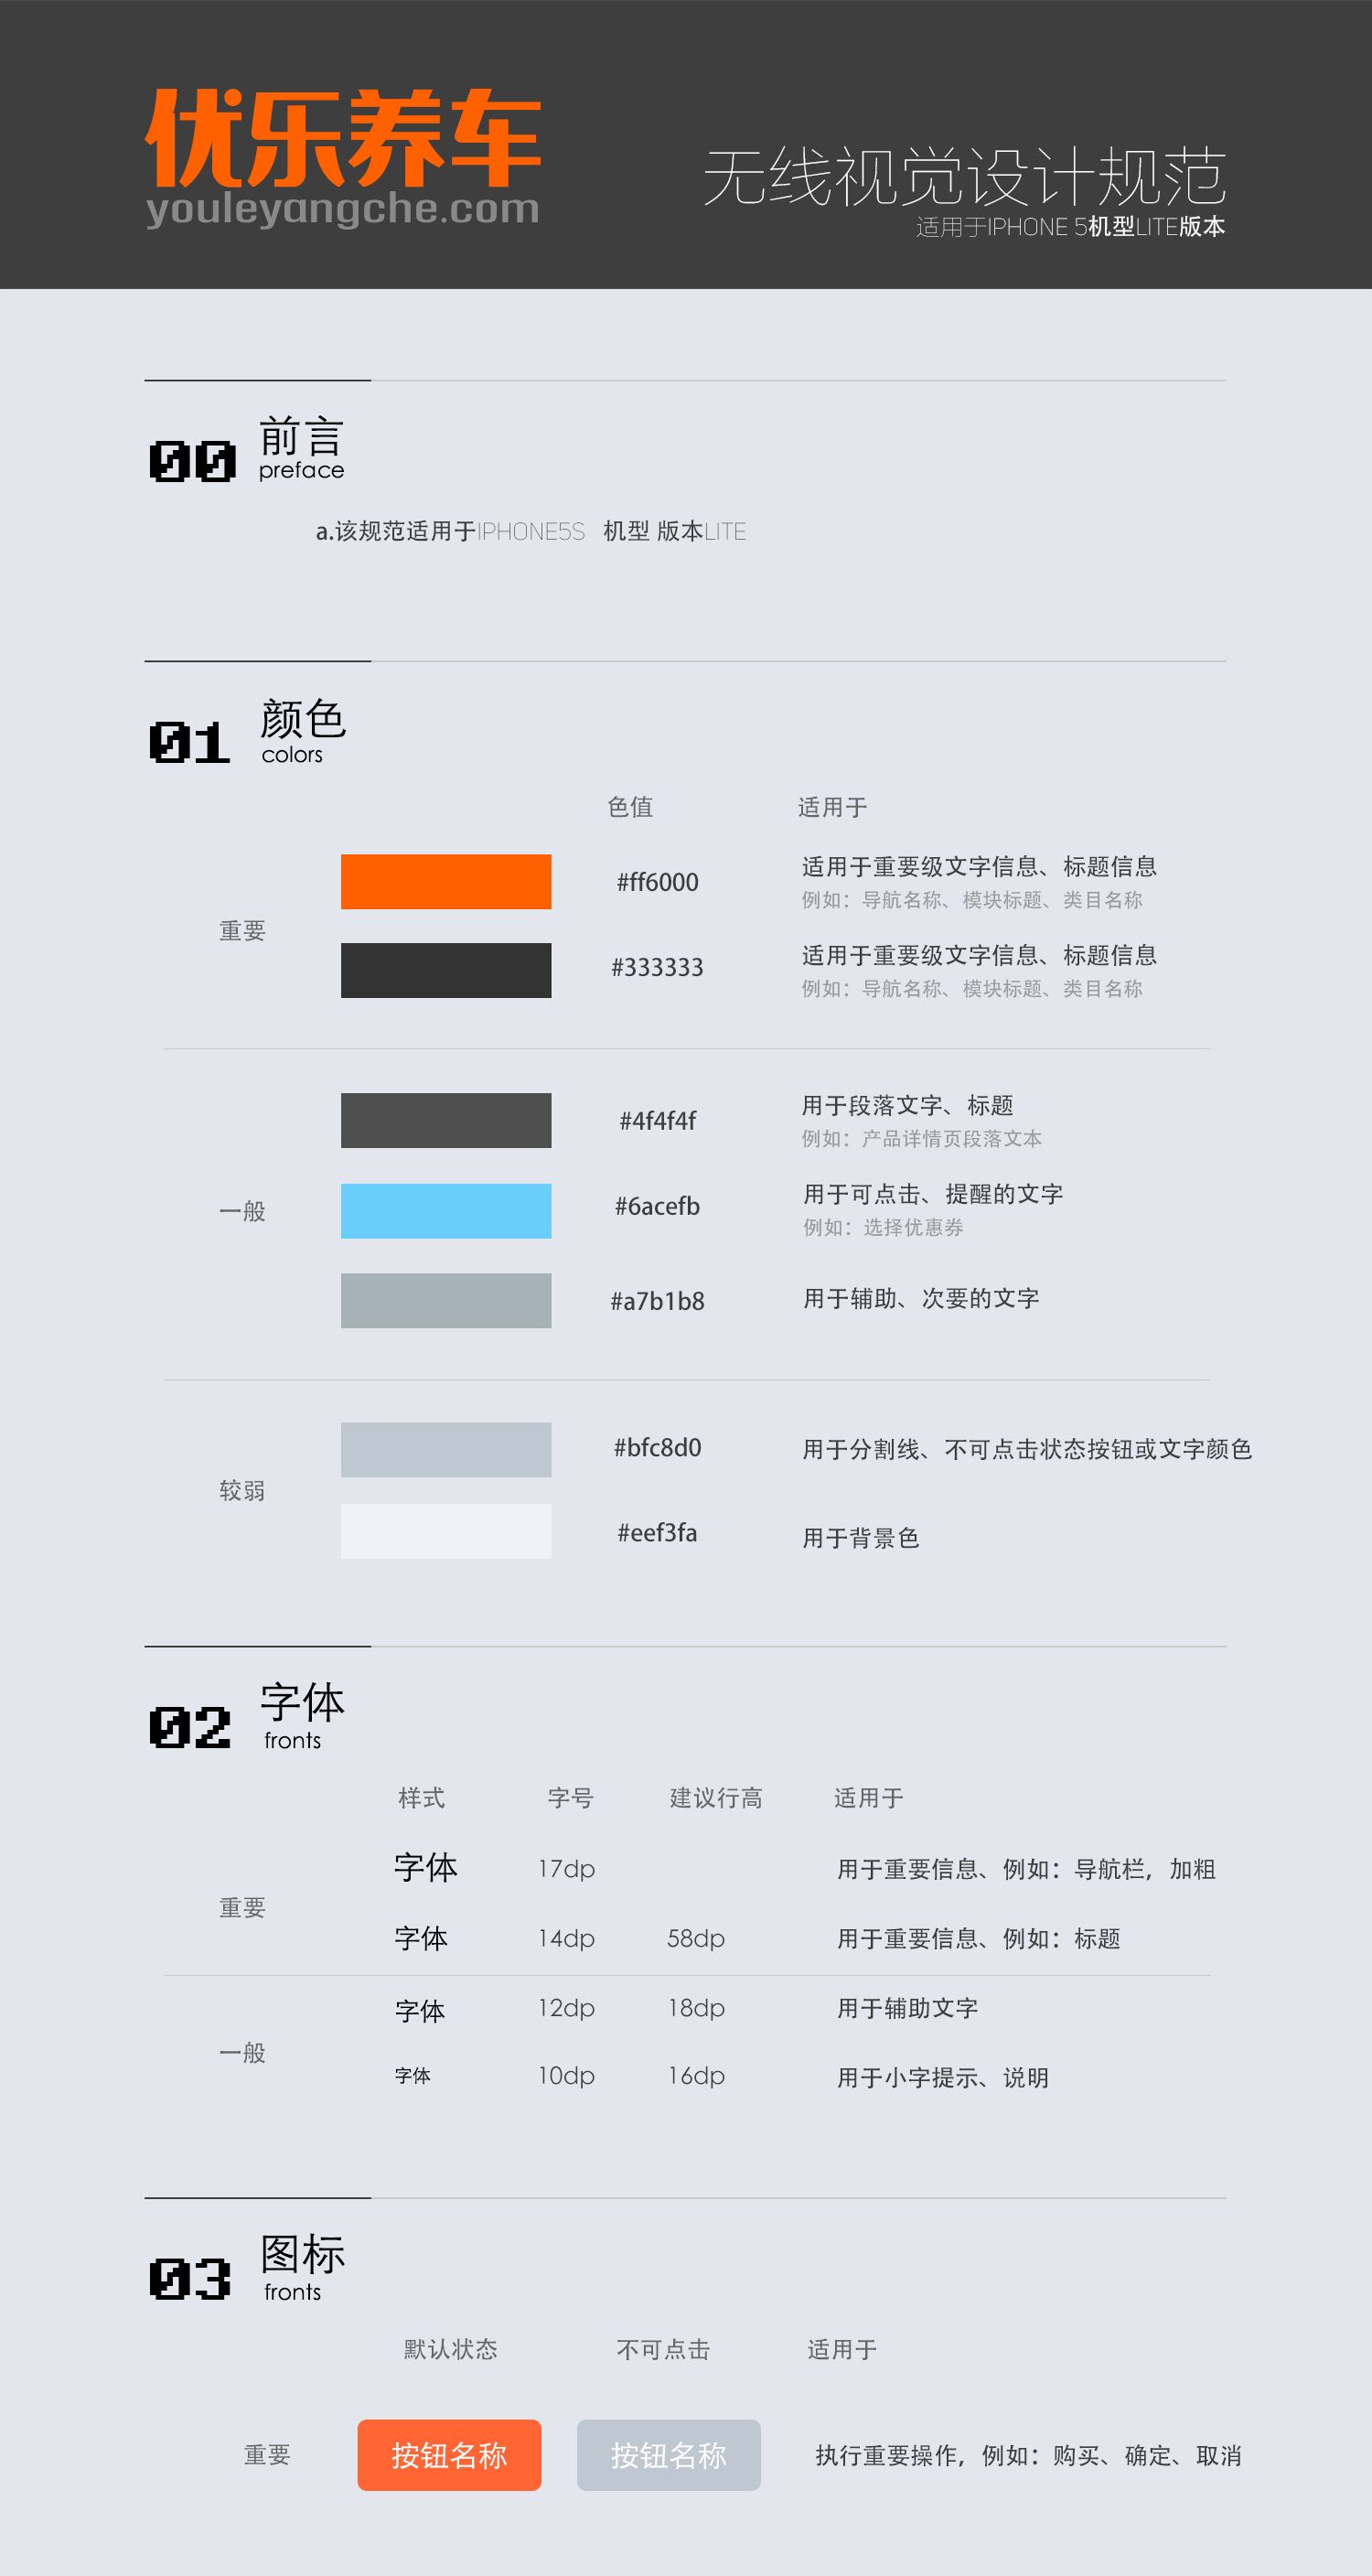 优乐养车
youleyangche.com
无线视觉设计规范
适用于IPHONE 5机型LITE版本
00 前言
preface
a.该规范适用于IPHONE5S 机型 版本LITE
01 颜色
colors
色值 适用于
重要
#ff6000 适用于重要级文字信息、标题信息
例如：导航名称、模块标题、类目名称
#333333 适用于重要级文字信息、标题信息
例如：导航名称、模块标题、类目名称
一般
#4f4f4f 用于段落文字、标题
例如：产品详情页段落文本
#6acefb 用于可点击、提醒的文字
例如：选择优惠券
#a7b1b8 用于辅助、次要的文字
较弱
#bfc8d0 用于分割线、不可点击状态按钮或文字颜色
#eef3fa 用于背景色
02 字体
fronts
样式 字号 建议行高 适用于
重要
字体 17dp 用于重要信息、例如：导航栏，加粗
字体 14dp 58dp 用于重要信息、例如：标题
一般
字体 12dp 18dp 用于辅助文字
字体 10dp 16dp 用于小字提示、说明
03 图标
fronts
默认状态 不可点击 适用于
重要 按钮名称 按钮名称 执行重要操作，例如：购买、确定、取消